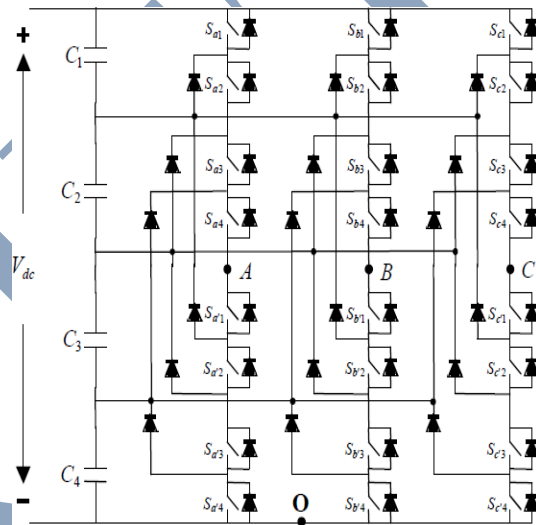 +
Sa1 Sb1 Sc1
C1
Sa2 Sb2 Sc2
Sa3 Sb3 Sc3
C2
Sa4 Sb4 Sc4
Vdc A B C
Sa'1 Sb'1 Sc'1
C3
Sa'2 Sb'2 Sc'2
Sa'3 Sb'3 Sc'3
C4
- O Sa'4 Sb'4 Sc'4